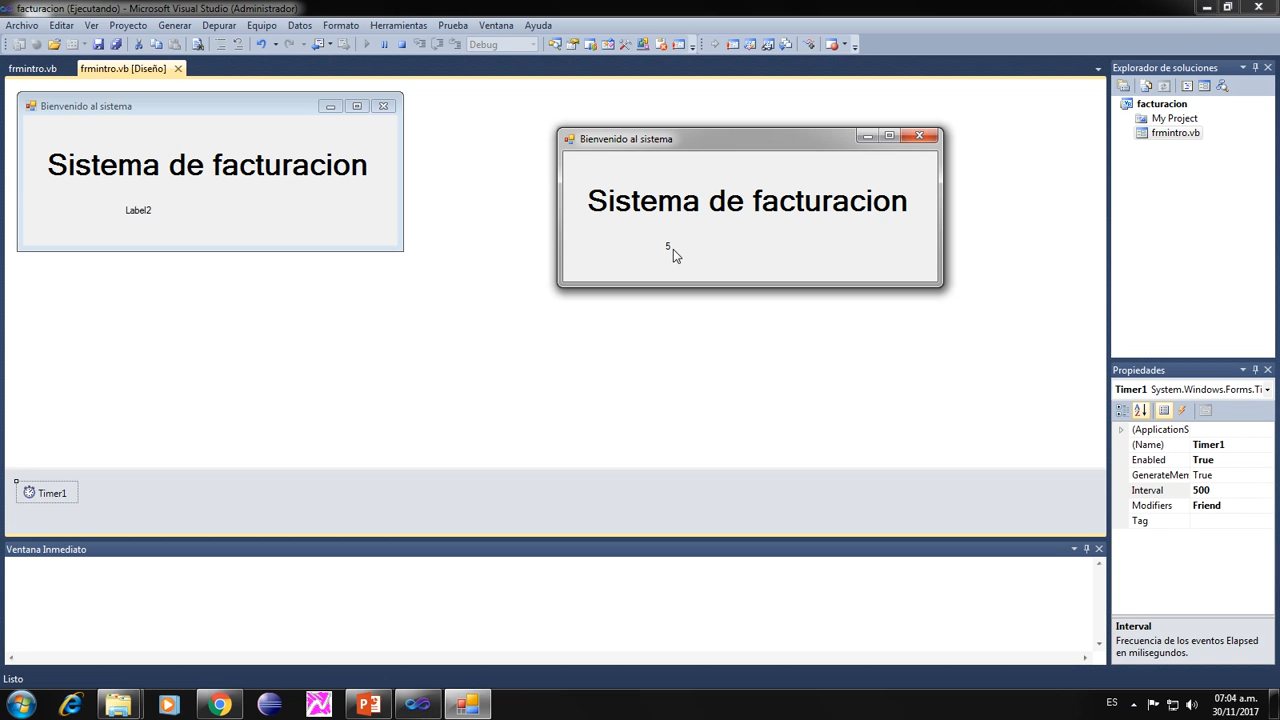 facturacion (Ejecutando) - Microsoft Visual Studio (Administrador)
Archivo Editar Ver Proyecto Generar Depurar Equipo Datos Formato Herramientas Prueba Ventana Ayuda
Debug
frmintro.vb frmintro.vb [Diseño]
Bienvenido al sistema
Sistema de facturacion
Label2
Bienvenido al sistema
Sistema de facturacion
5
Timer1
Ventana Inmediato
Explorador de soluciones
facturacion
My Project
frmintro.vb
Propiedades
Timer1 System.Windows.Forms.Ti
(ApplicationS
(Name) Timer1
Enabled True
GenerateMen True
Interval 500
Modifiers Friend
Tag
Interval
Frecuencia de los eventos Elapsed
en milisegundos.
Listo
ES
07:04 a.m.
30/11/2017